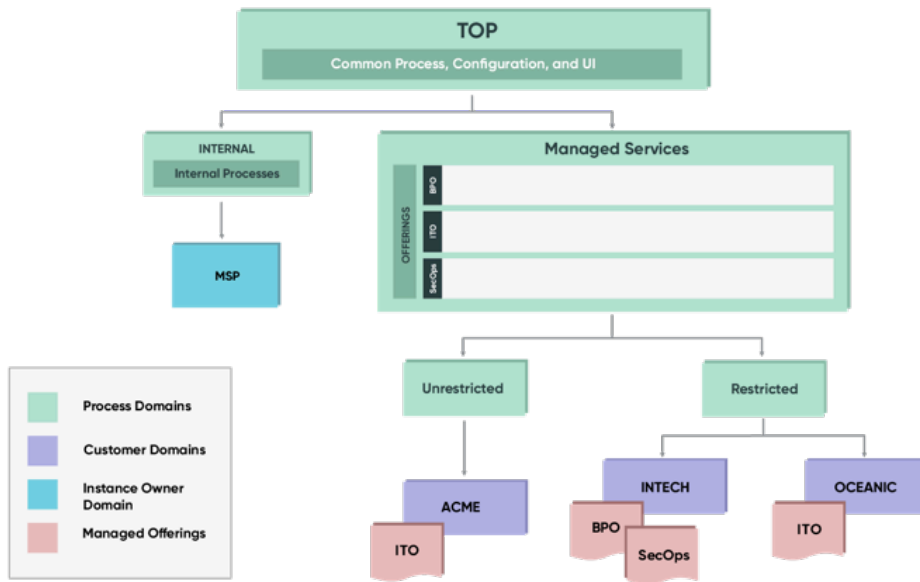 TOP
Common Process, Configuration, and UI
INTERNAL
Internal Processes
Managed Services
OFFERINGS
BPO
ITO
SecOps
MSP
Unrestricted
Restricted
Process Domains
Customer Domains
Instance Owner
Domain
Managed Offerings
ACME
ITO
INTECH
BPO
SecOps
OCEANIC
ITO